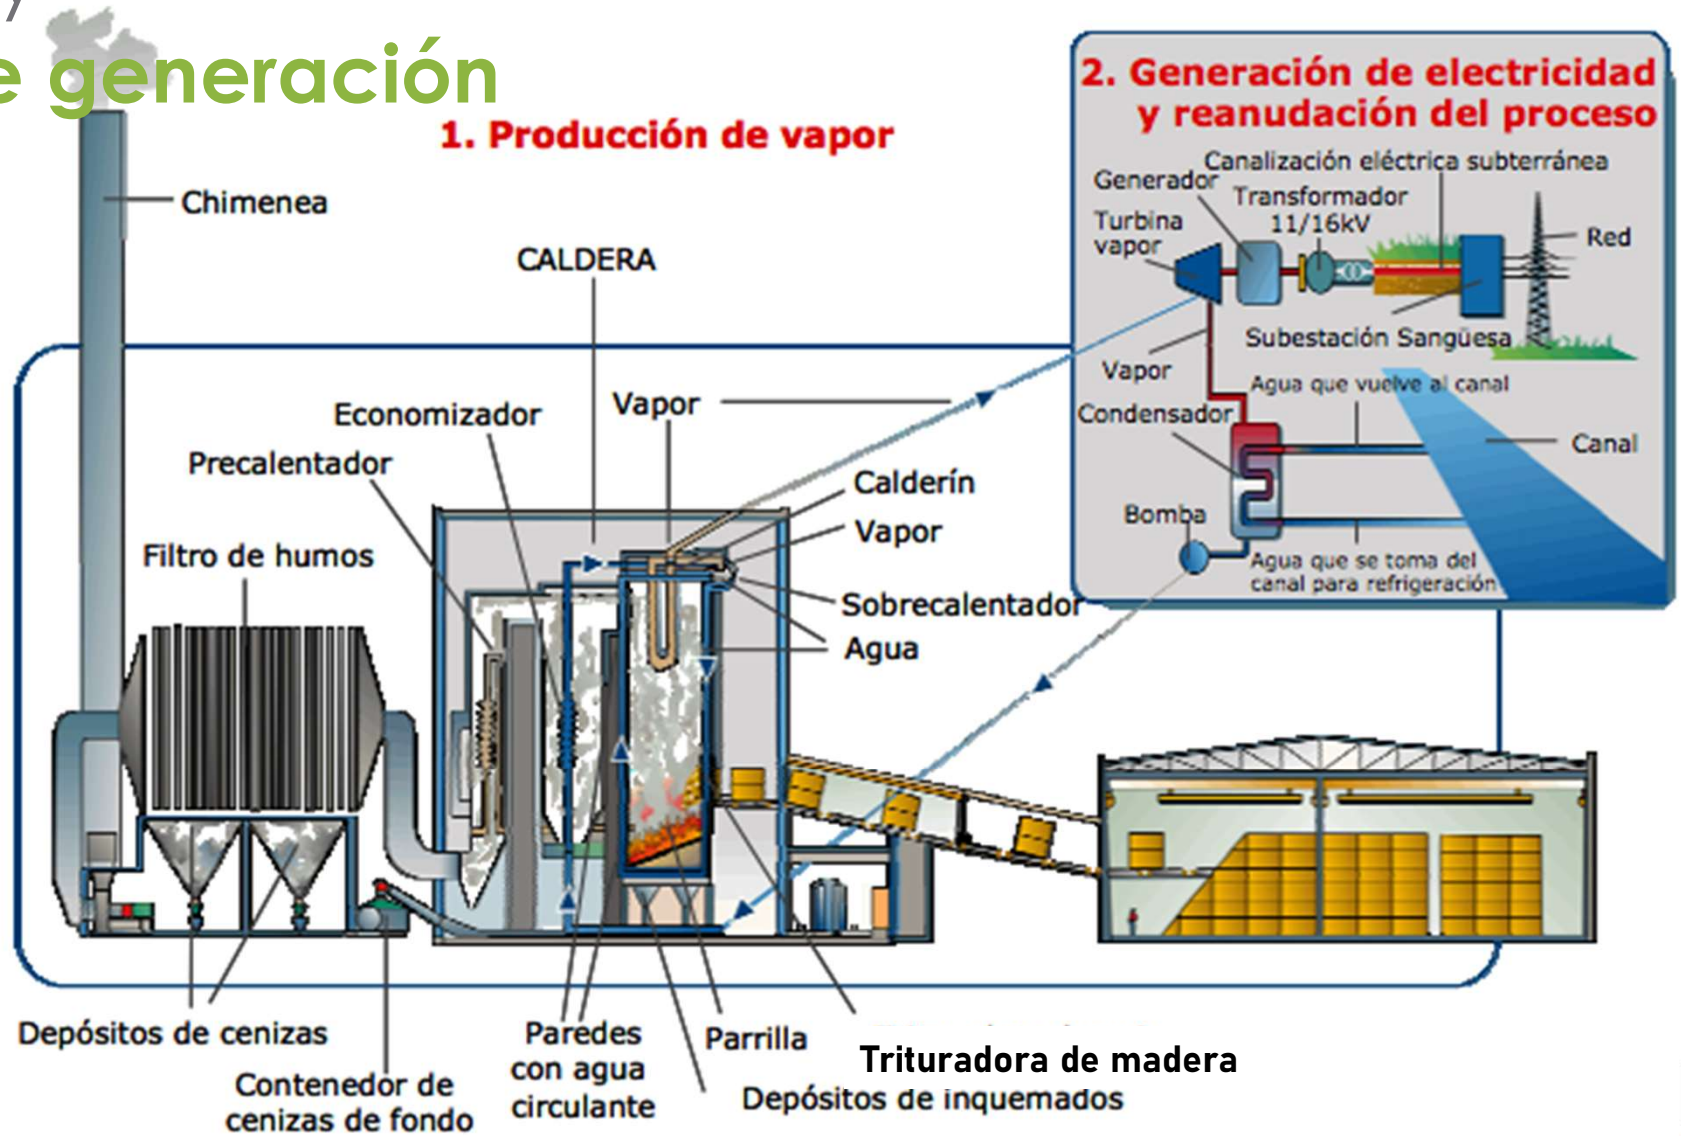 y
e generación
1. Producción de vapor
Chimenea
CALDERA
Vapor
Economizador
Precalentador
Filtro de humos
Calderín
Vapor
Sobrecalentador
Agua
Depósitos de cenizas
Contenedor de
cenizas de fondo
Paredes
con agua
circulante
Parrilla
Trituradora de madera
Depósitos de inquemados
2. Generación de electricidad
y reanudación del proceso
Canalización eléctrica subterránea
Generador
Transformador
11/16kV
Turbina
vapor
Red
Subestación Sangüesa
Vapor
Agua que vuelve al canal
Condensador
Canal
Bomba
Agua que se toma del
canal para refrigeración